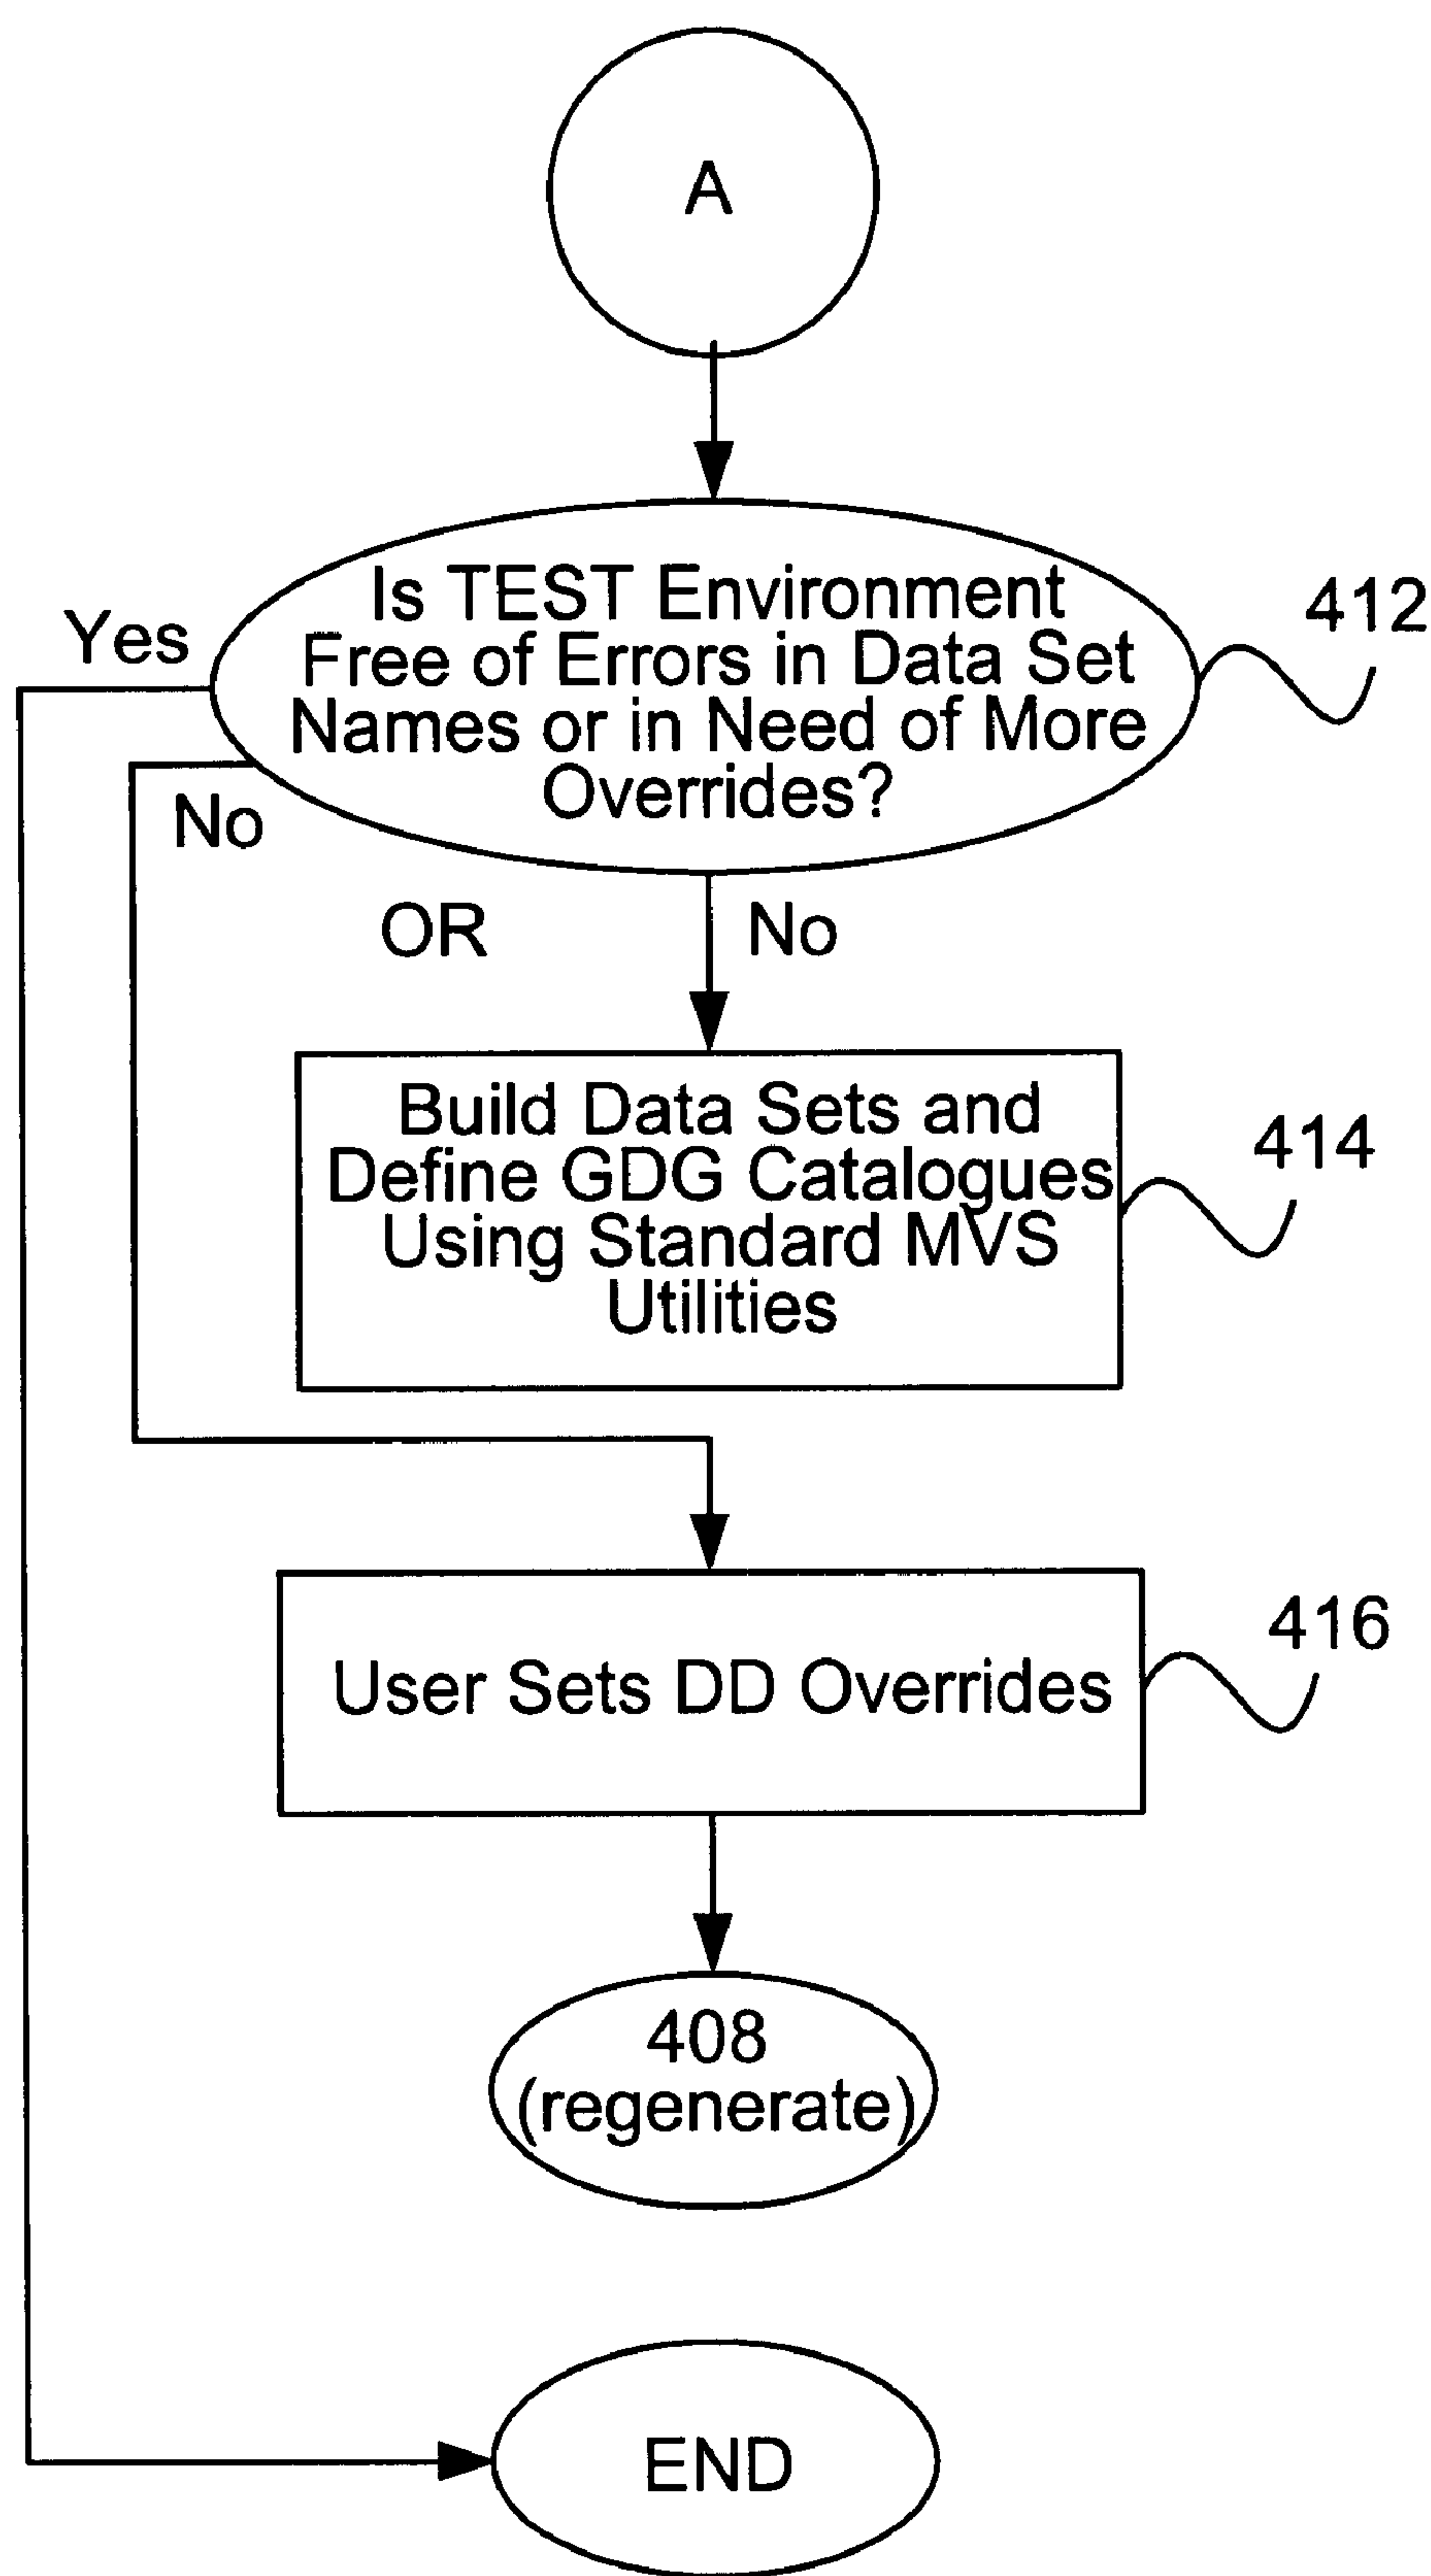 A
Is TEST Environment
Free of Errors in Data Set
Names or in Need of More
Overrides?
412
Yes
No
OR
No
Build Data Sets and
Define GDG Catalogues
Using Standard MVS
Utilities
414
User Sets DD Overrides
416
408
(regenerate)
END